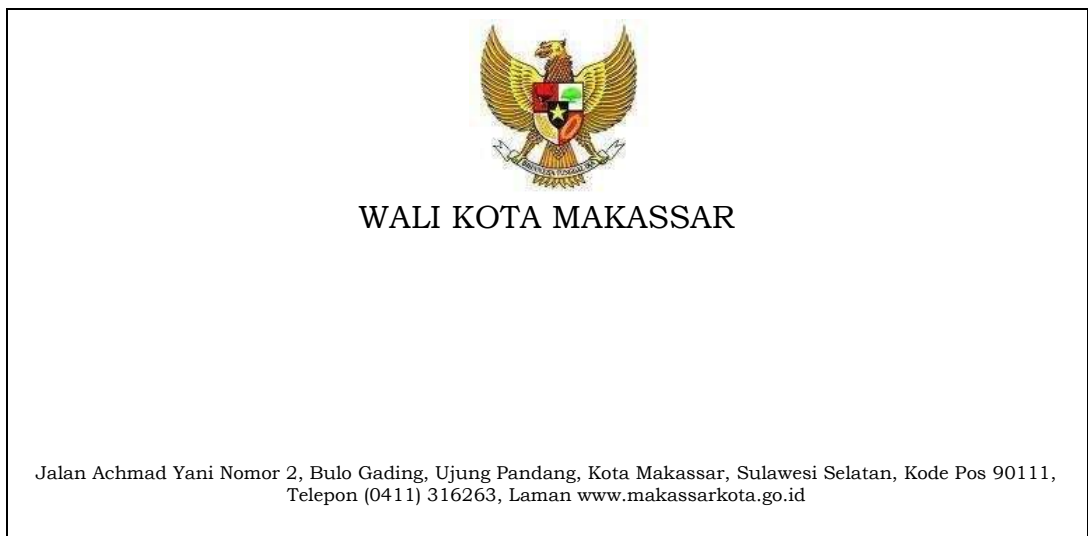 WALI KOTA MAKASSAR
Jalan Achmad Yani Nomor 2, Bulo Gading, Ujung Pandang, Kota Makassar, Sulawesi Selatan, Kode Pos 90111,
Telepon (0411) 316263, Laman www.makassarkota.go.id